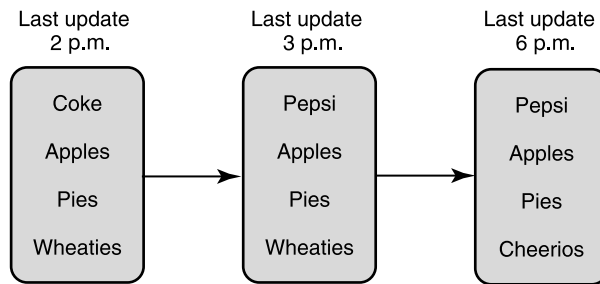 Last update
2 p.m.
Coke
Apples
Pies
Wheaties
Last update
3 p.m.
Pepsi
Apples
Pies
Wheaties
Last update
6 p.m.
Pepsi
Apples
Pies
Cheerios